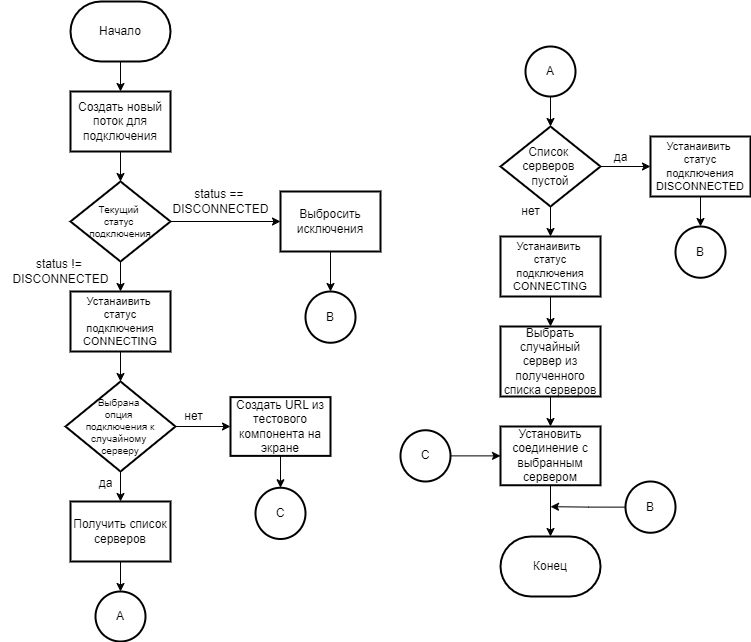 Начало
Создать новый
поток для
подключения
Текущий
статус
подключения
status ==
DISCONNECTED
Выбросить
исключения
B
status !=
DISCONNECTED
Устанаивить
статус
подключения
CONNECTING
Выбрана
опция
подключения к
случайному
серверу
нет
Создать URL из
тестового
компонента на
экране
C
да
Получить список
серверов
A
A
Список
серверов
пустой
да
Устанаивить
статус
подключения
DISCONNECTED
B
нет
Устанаивить
статус
подключения
CONNECTING
Выбрать
случайный
сервер из
полученного
списка серверов
C
Установить
соединение с
выбранным
сервером
B
Конец